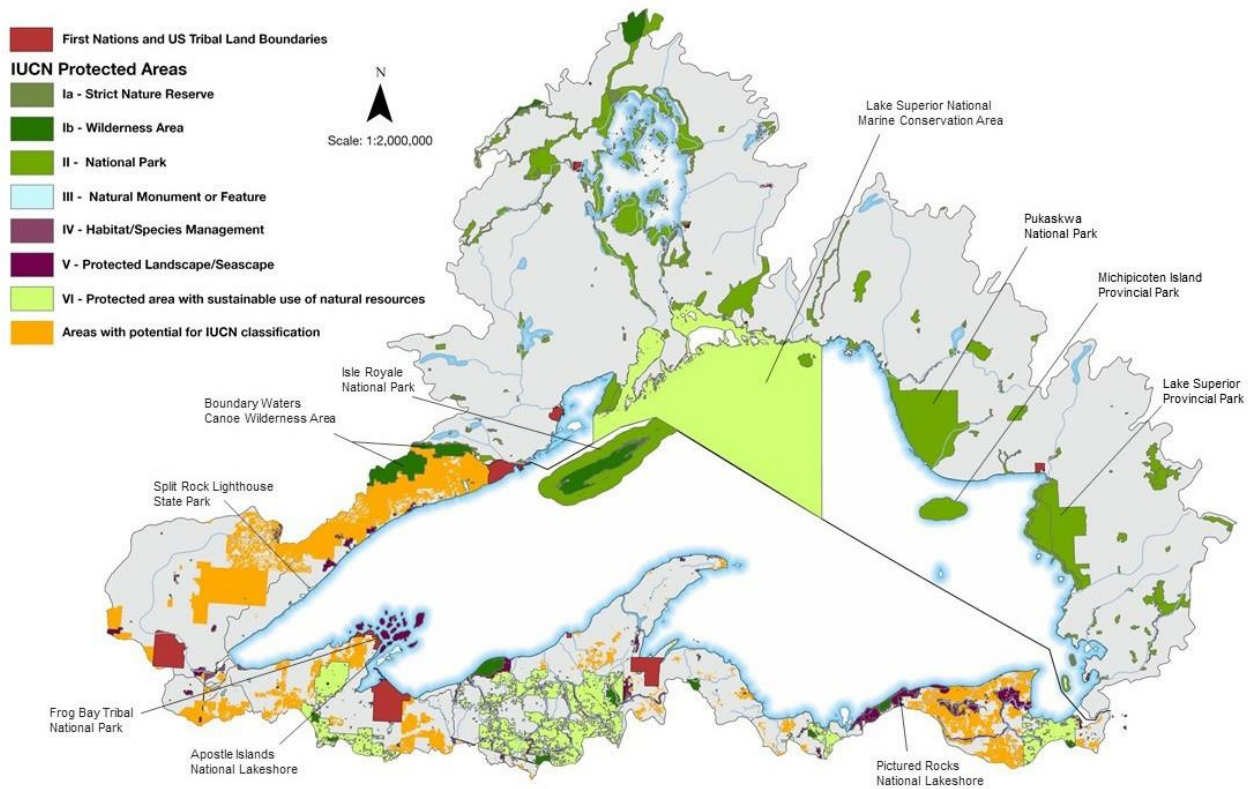 First Nations and US Tribal Land Boundaries
IUCN Protected Areas
Ia - Strict Nature Reserve
Ib - Wilderness Area
II - National Park
III - Natural Monument or Feature
IV - Habitat/Species Management
V - Protected Landscape/Seascape
VI - Protected area with sustainable use of natural resources
Areas with potential for IUCN classification
N
Scale: 1:2,000,000
Lake Superior National
Marine Conservation Area
Pukaskwa
National Park
Michipicoten Island
Provincial Park
Lake Superior
Provincial Park
Isle Royale
National Park
Boundary Waters
Canoe Wilderness Area
Split Rock Lighthouse
State Park
Frog Bay Tribal
National Park
Apostle Islands
National Lakeshore
Pictured Rocks
National Lakeshore